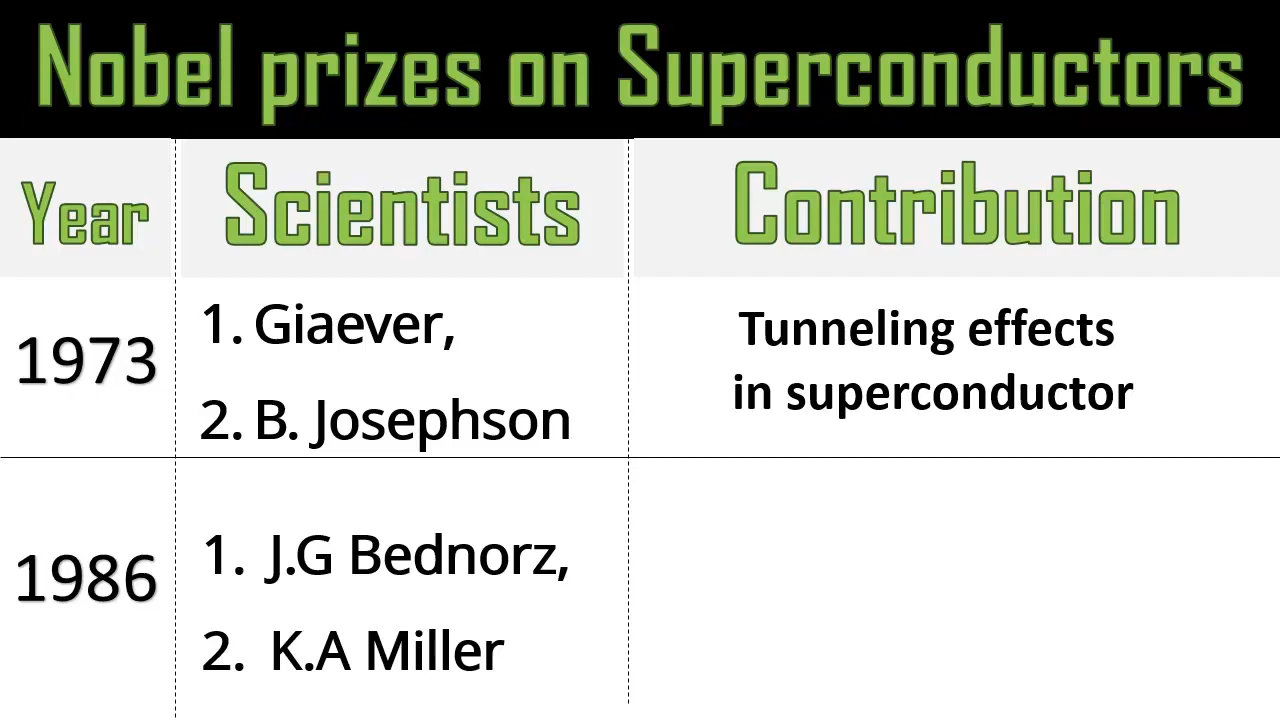 Nobel prizes on Superconductors
Year
Scientists
Contribution
1973
1. Giaever,
2. B. Josephson
Tunneling effects
in superconductor
1986
1. J.G Bednorz,
2. K.A Miller